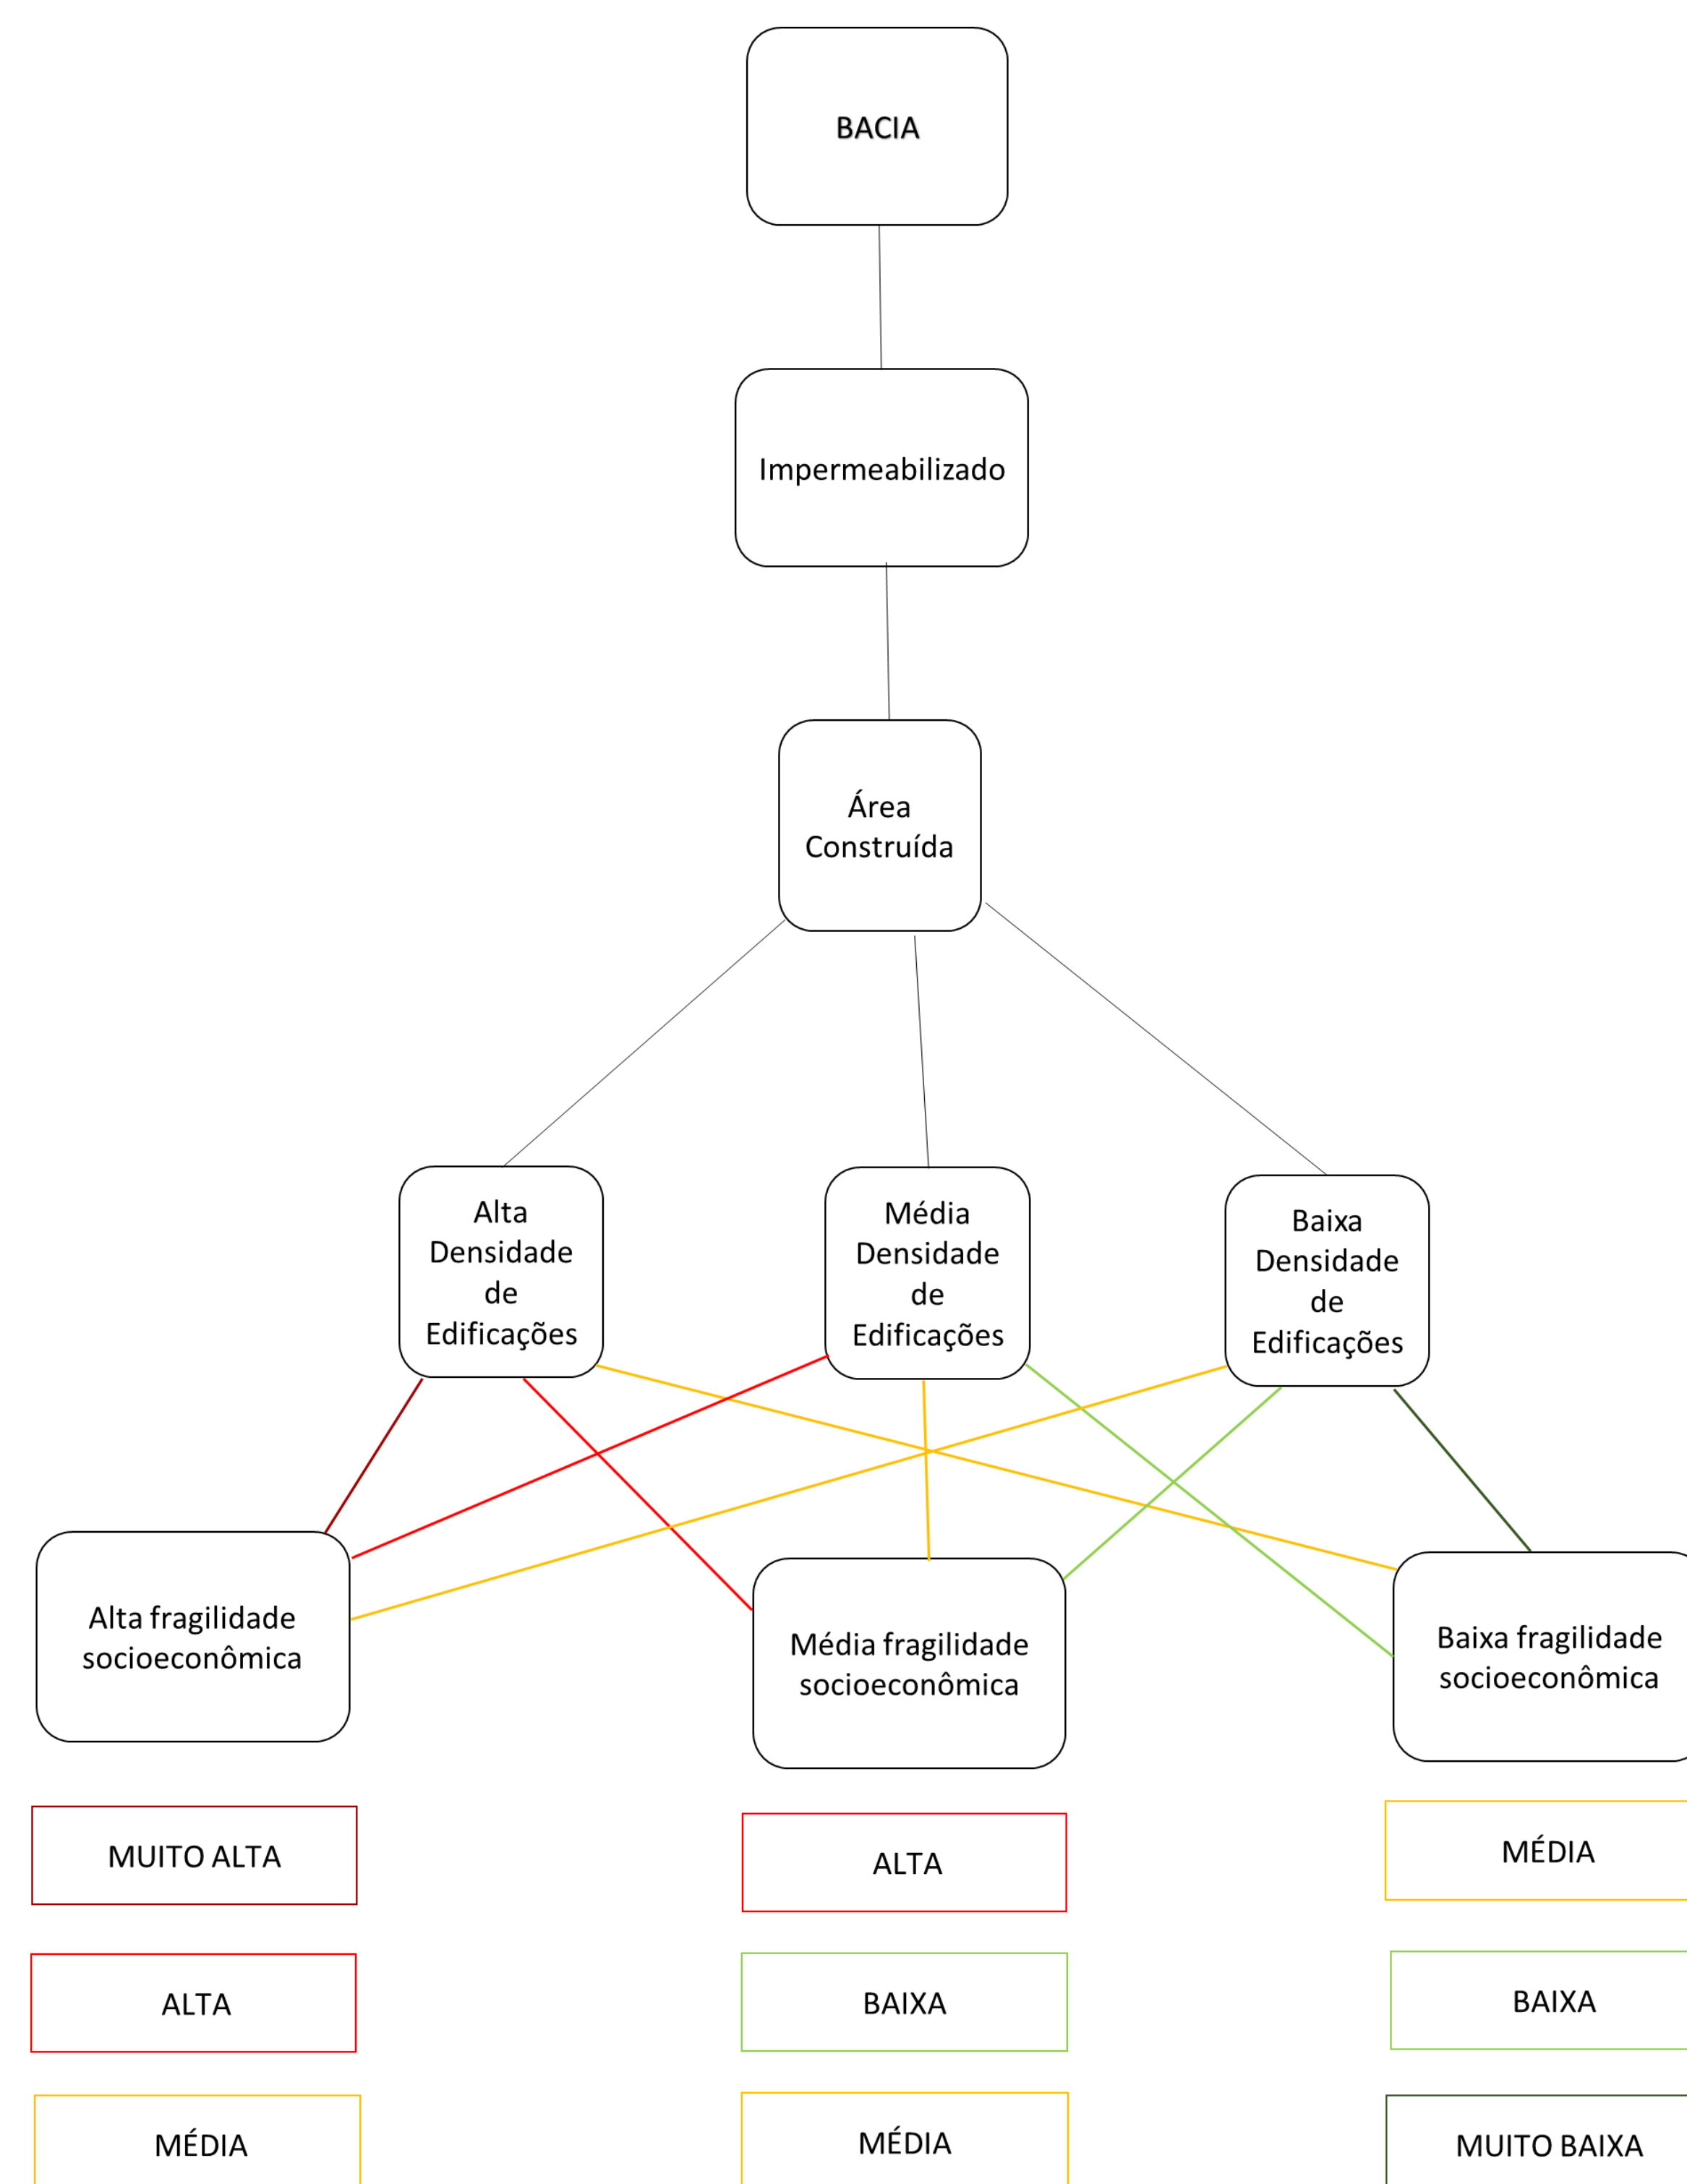 BACIA
Impermeabilizado
Área
Construída
Alta
Densidade
de
Edificações
Média
Densidade
de
Edificações
Baixa
Densidade
de
Edificações
Alta fragilidade
socioeconômica
Média fragilidade
socioeconômica
Baixa fragilidade
socioeconômica
MUITO ALTA
ALTA
MÉDIA
ALTA
BAIXA
BAIXA
MÉDIA
MÉDIA
MUITO BAIXA